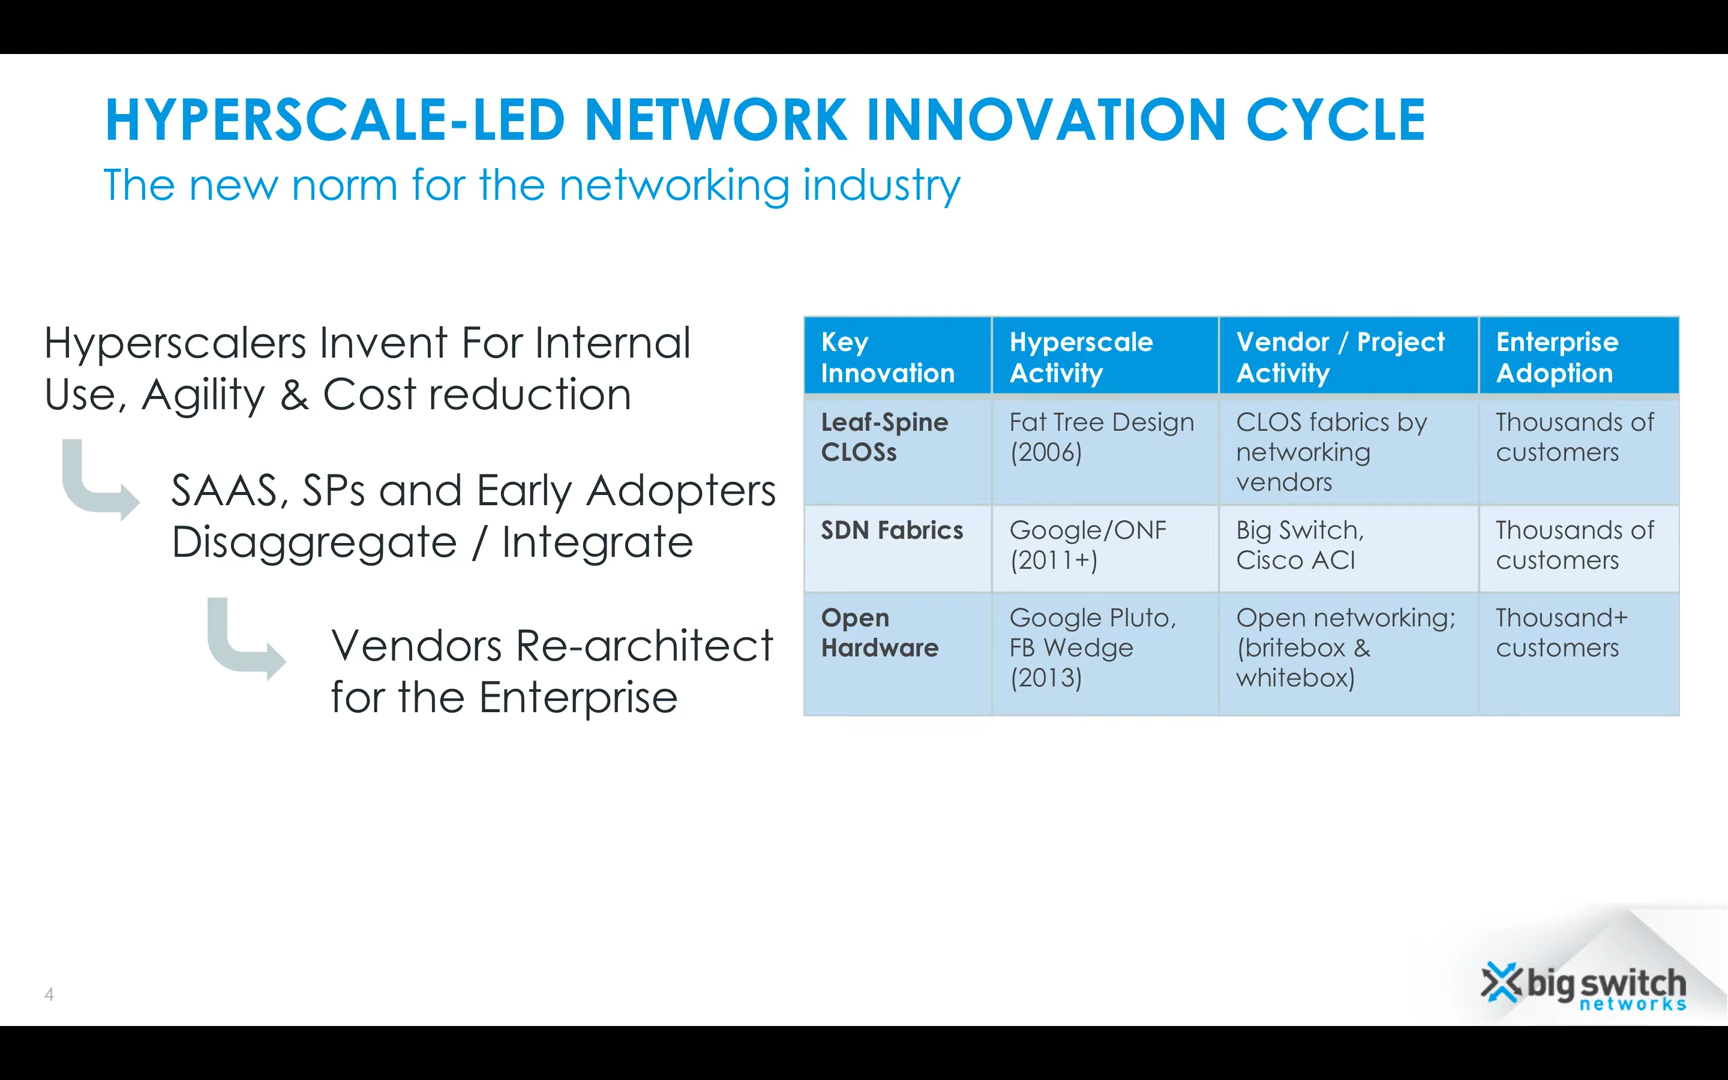 HYPERSCALE-LED NETWORK INNOVATION CYCLE
The new norm for the networking industry
Hyperscalers Invent For Internal
Use, Agility & Cost reduction
SAAS, SPs and Early Adopters
Disaggregate / Integrate
Vendors Re-architect
for the Enterprise
Key
Innovation
Hyperscale
Activity
Vendor / Project
Activity
Enterprise
Adoption
Leaf-Spine
CLOSs
Fat Tree Design
(2006)
CLOS fabrics by
networking
vendors
Thousands of
customers
SDN Fabrics
Google/ONF
(2011+)
Big Switch,
Cisco ACI
Thousands of
customers
Open
Hardware
Google Pluto,
FB Wedge
(2013)
Open networking;
(britebox &
whitebox)
Thousand+
customers
4
big switch
networks